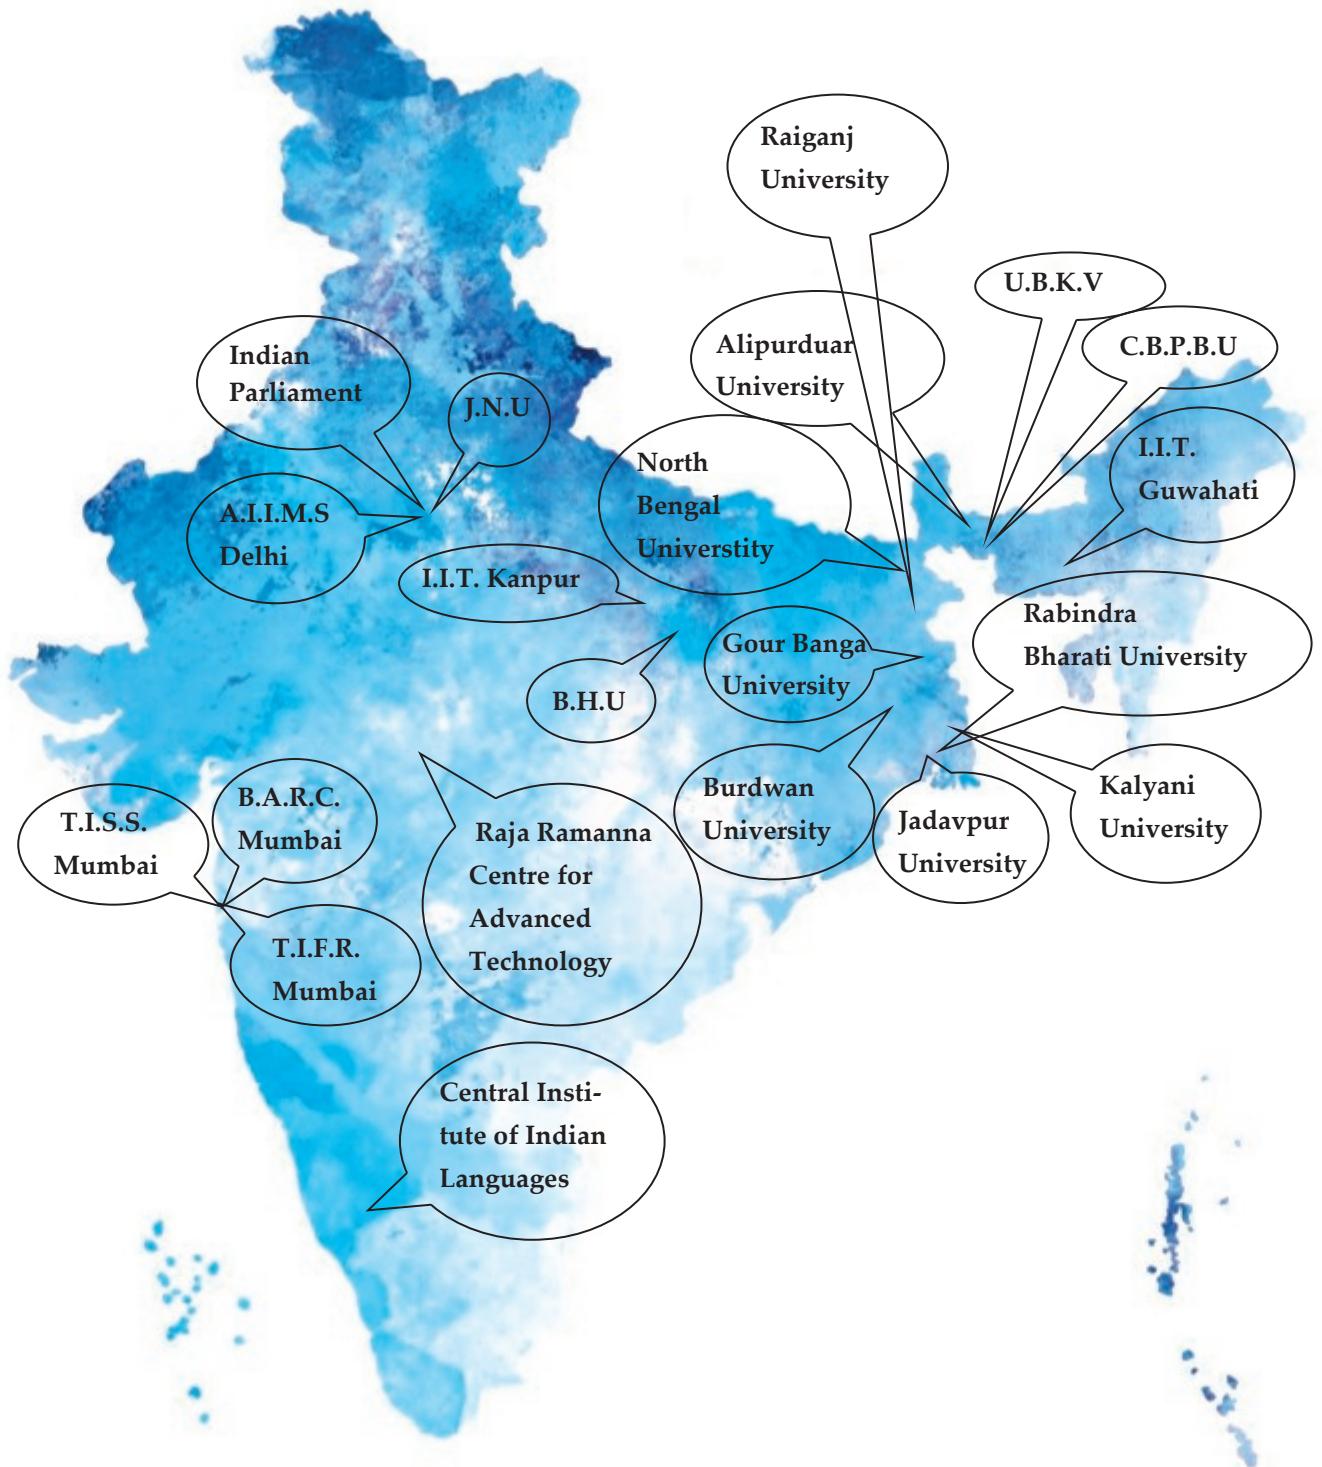 Raiganj
University
U.B.K.V
Alipurduar
University
C.B.P.B.U
Indian
Parliament
J.N.U
North
Bengal
Universtity
I.I.T.
Guwahati
A.I.I.M.S
Delhi
I.I.T. Kanpur
Rabindra
Bharati University
Gour Banga
University
B.H.U
T.I.S.S.
Mumbai
B.A.R.C.
Mumbai
Raja Ramanna
Centre for
Advanced
Technology
Burdwan
University
Jadavpur
University
Kalyani
University
T.I.F.R.
Mumbai
Central Insti-
tute of Indian
Languages